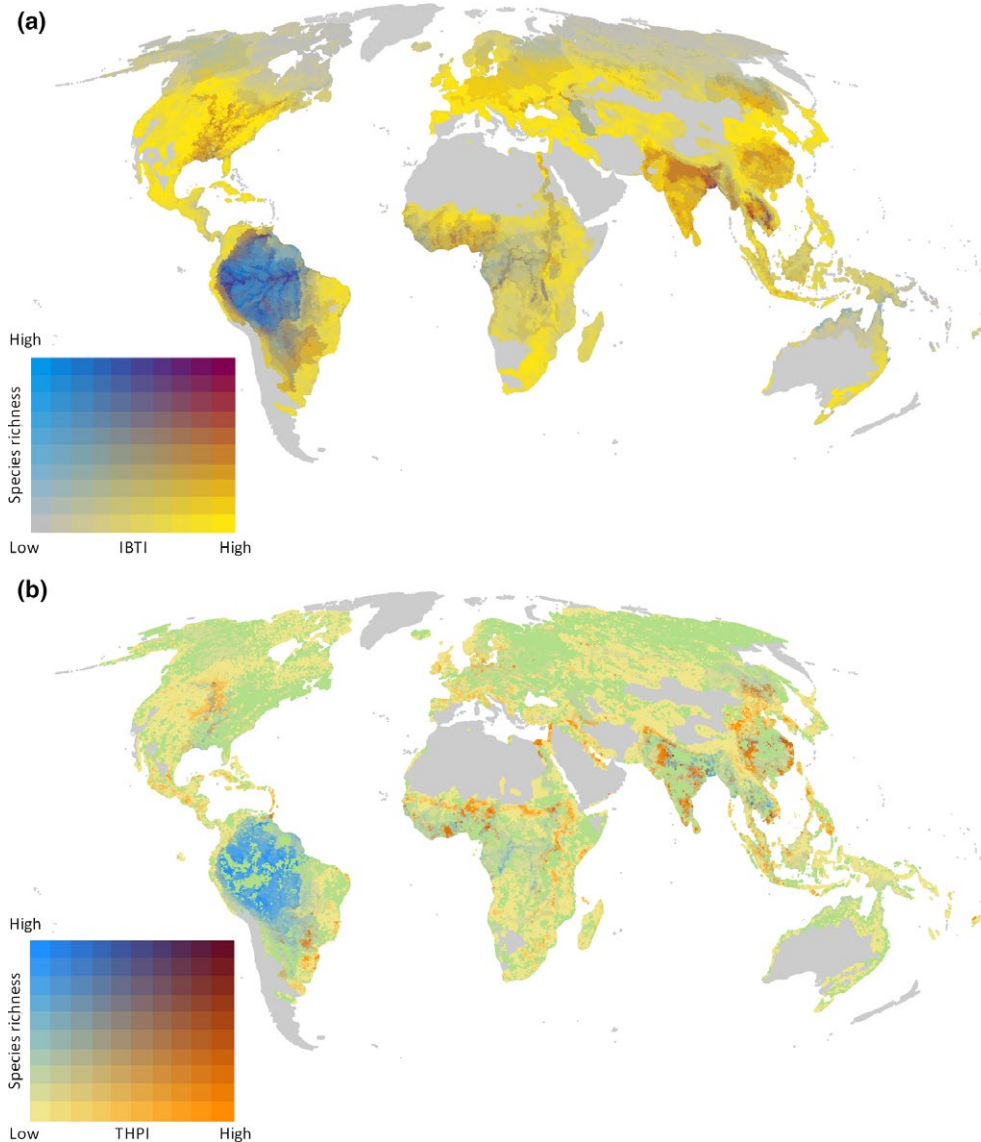 (a)
High
Species richness
Low IBTI High
(b)
High
Species richness
Low THPI High